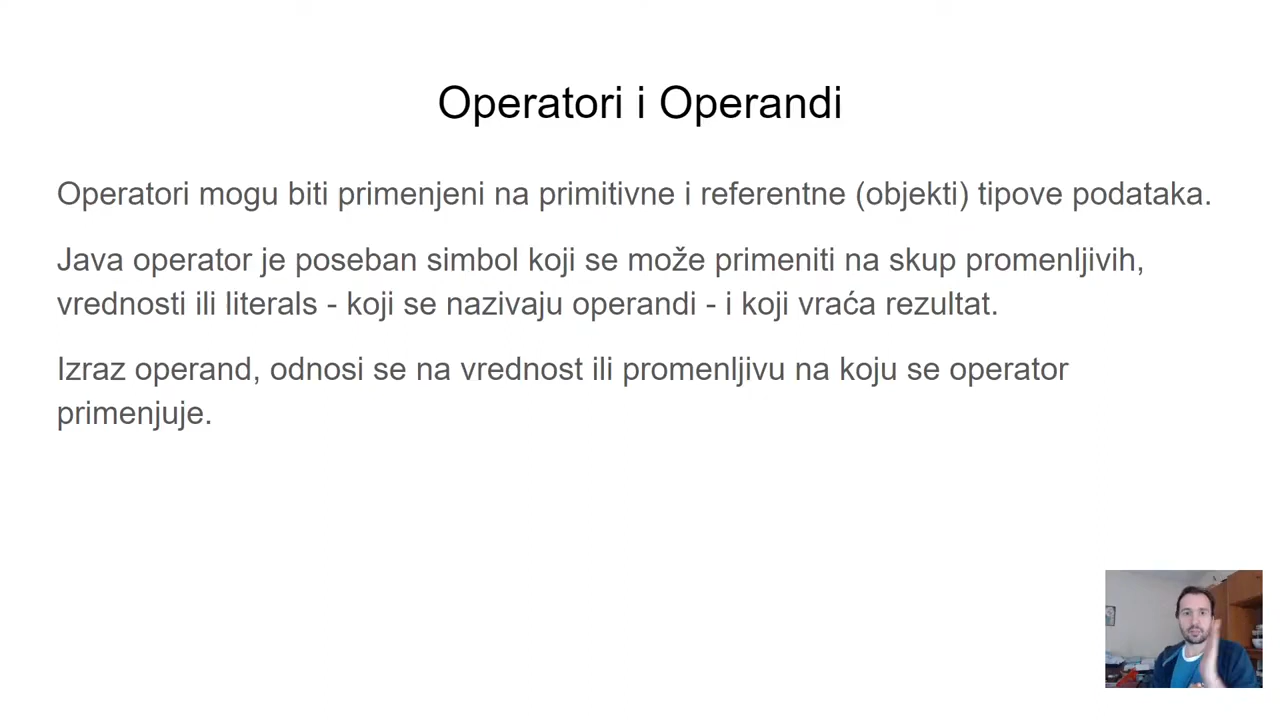 Operatori i Operandi
Operatori mogu biti primenjeni na primitivne i referentne (objekti) tipove podataka.
Java operator je poseban simbol koji se može primeniti na skup promenljivih,
vrednosti ili literals - koji se nazivaju operandi - i koji vraća rezultat.
Izraz operand, odnosi se na vrednost ili promenljivu na koju se operator
primenjuje.